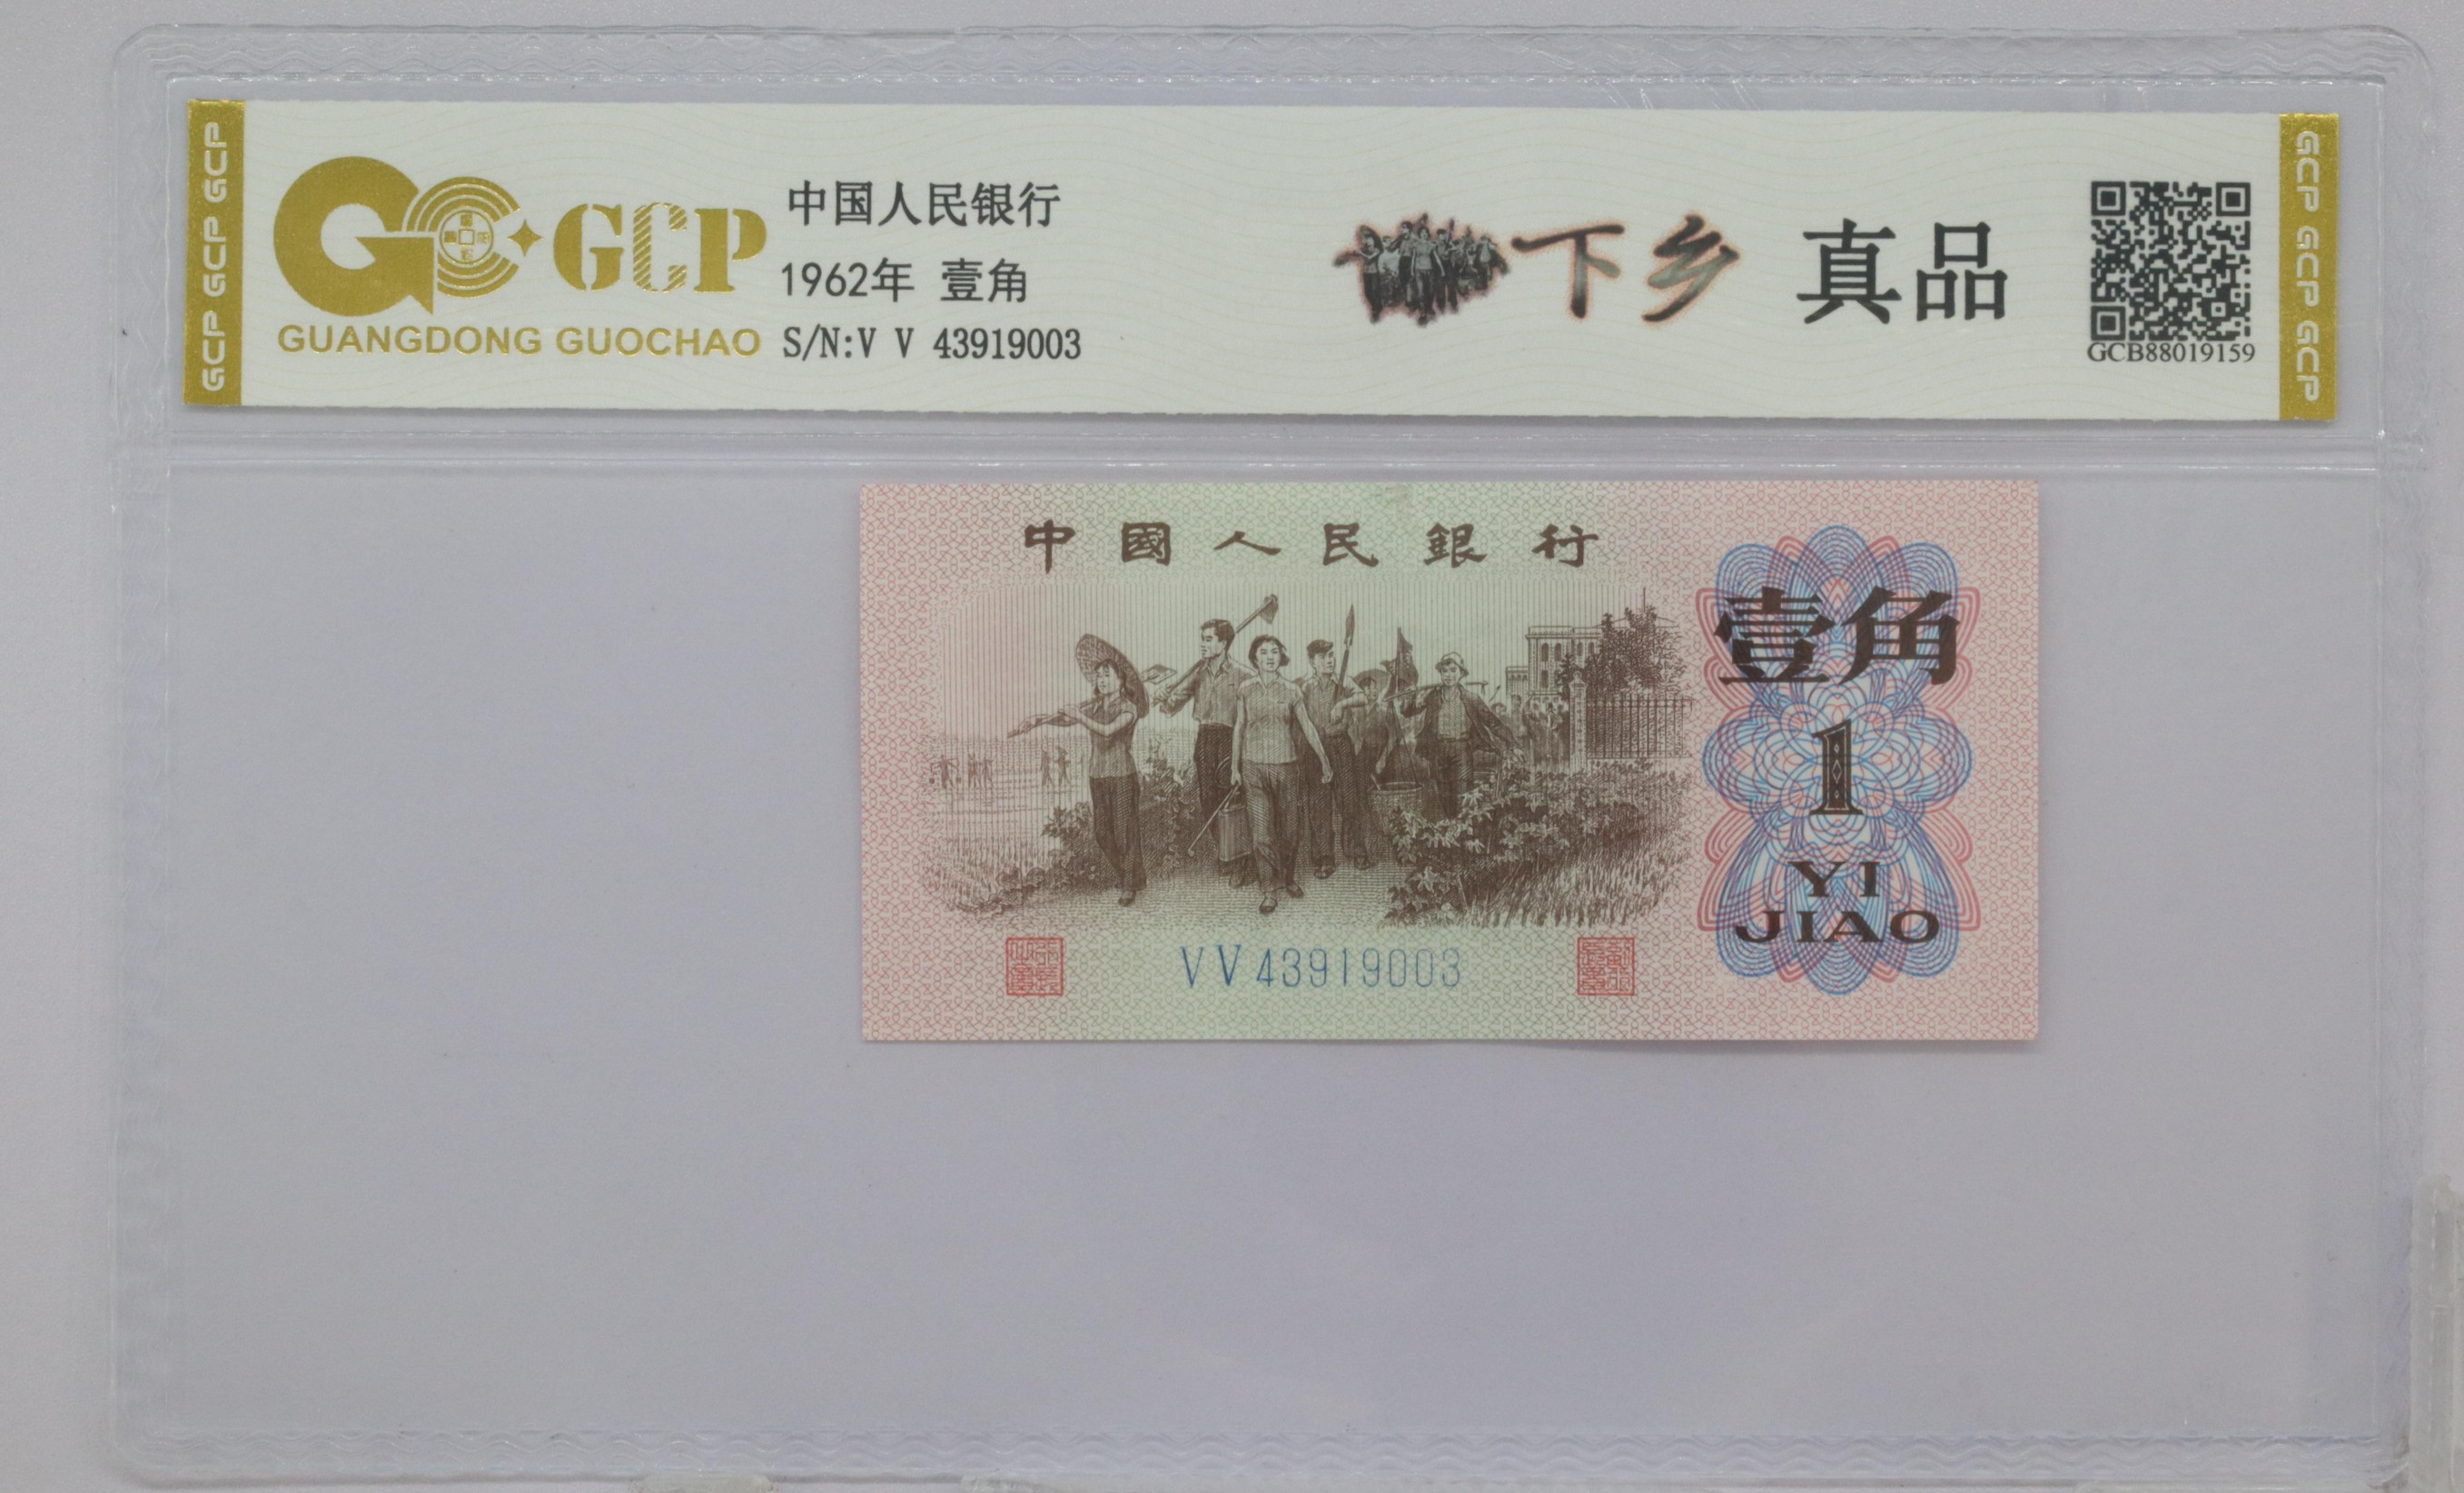 GCP GCP GCP
GCP
GUANGDONG GUOCHAO
中国人民银行
1962年 壹角
S/N:V V 43919003
下乡 真品
GCB88019159
GCP GCP GCP
中國人民銀行
壹角
1
YI
JIAO
VV43919003